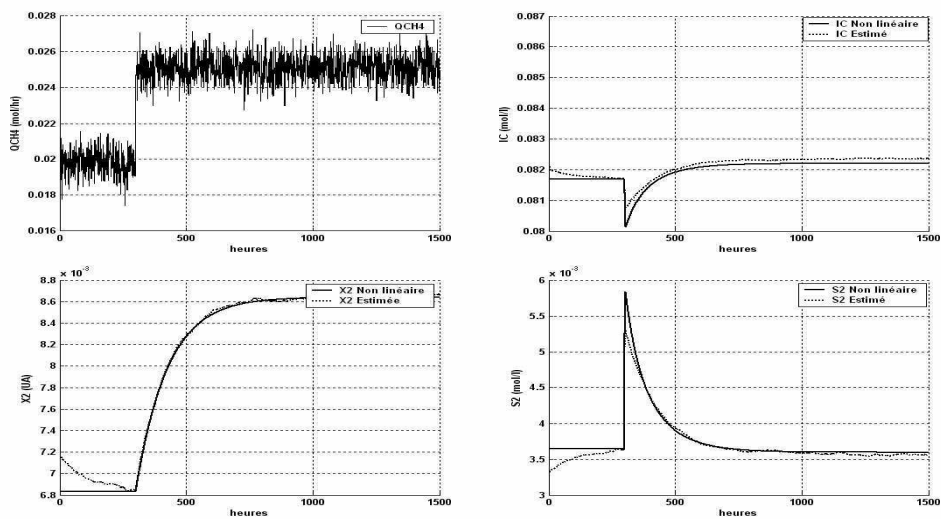 0.028
0.026
0.024
0.022
0.02
0.018
0.016
QCH4 (mol/hr)
QCH4
0 500 1000 1500
heures
0.087
0.086
0.085
0.084
0.083
0.082
0.081
0.08
IC (mol/l)
IC Non linéaire
IC Estimé
0 500 1000 1500
heures
× 10⁻³
8.8
8.6
8.4
8.2
8
7.8
7.6
7.4
7.2
7
6.8
X2 (UA)
X2 Non linéaire
X2 Estimée
0 500 1000 1500
heures
× 10⁻³
6
5.5
5
4.5
4
3.5
3
S2 (mol/l)
S2 Non linéaire
S2 Estimé
0 500 1000 1500
heures